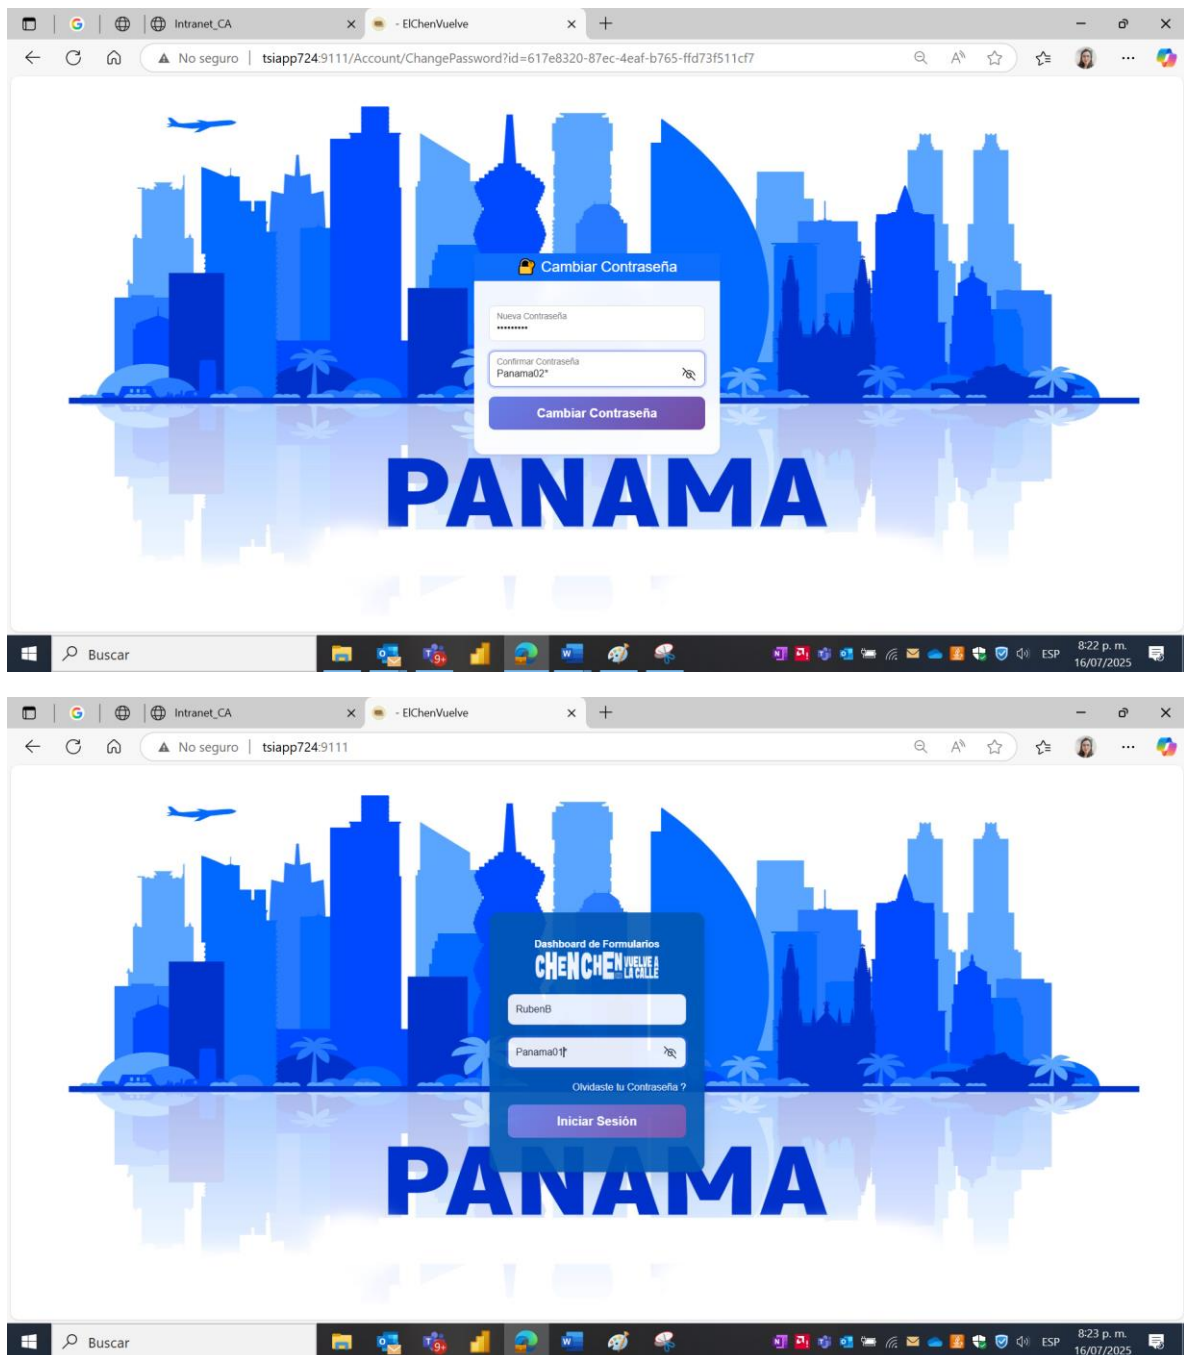 Intranet_CA
- ElChenVuelve
No seguro | tsiapp724:9111/Account/ChangePassword?id=617e8320-87ec-4eaf-b765-ffd73f511cf7
Cambiar Contraseña
Nueva Contraseña
•••••••••
Confirmar Contraseña
Panama02*
Cambiar Contraseña
PANAMA
Buscar
ESP
8:22 p. m.
16/07/2025
Intranet_CA
- ElChenVuelve
No seguro | tsiapp724:9111
Dashboard de Formularios
CHENCHEN VUELVE A LA CALLE
RubenB
Panama01*
Olvidaste tu Contraseña ?
Iniciar Sesión
PANAMA
Buscar
ESP
8:23 p. m.
16/07/2025